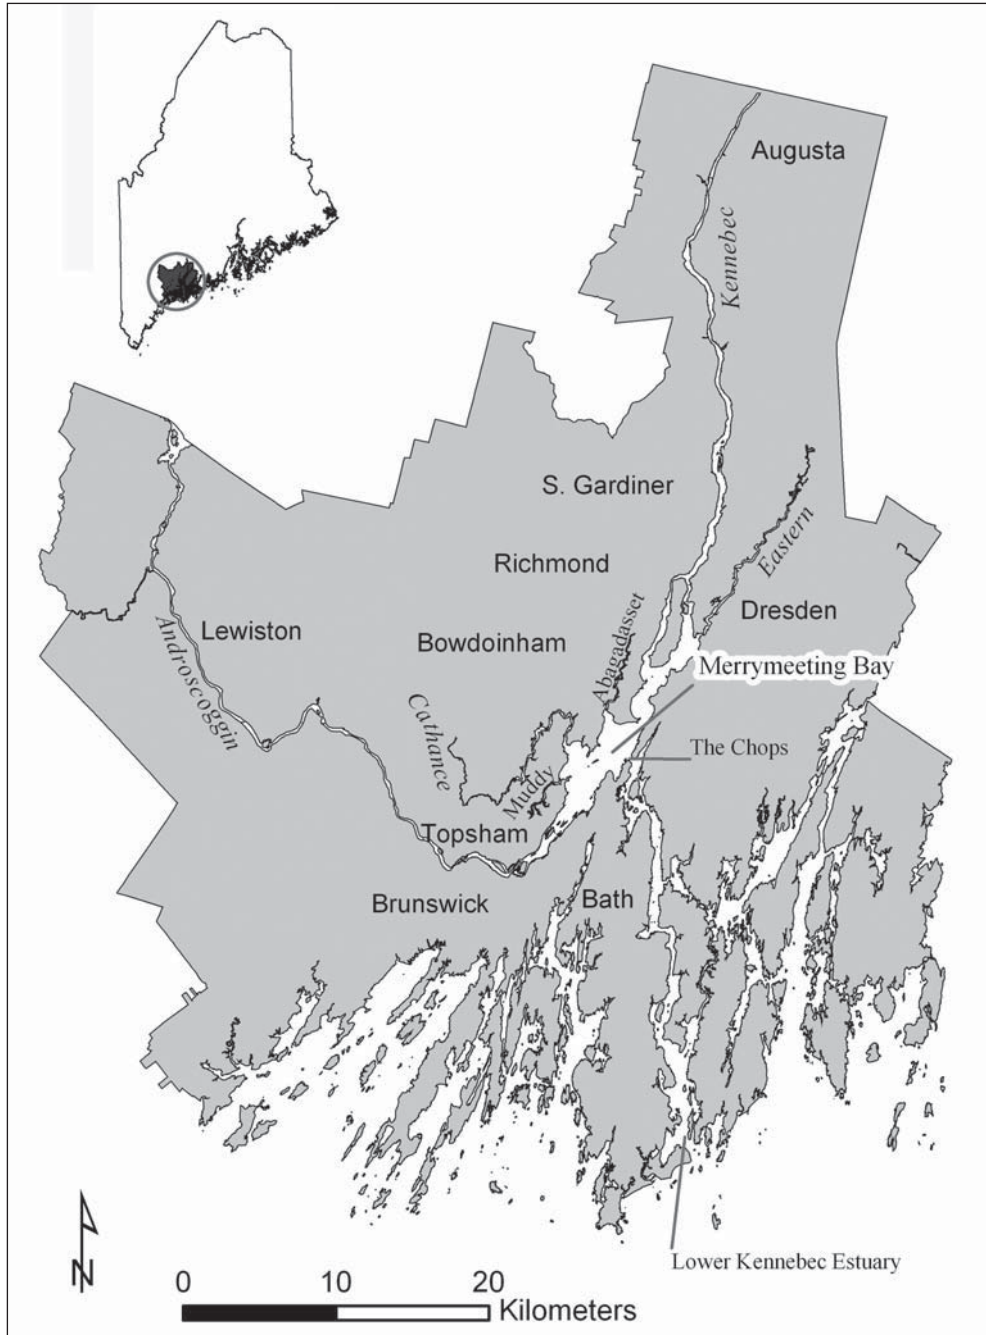 Augusta
Kennebec
S. Gardiner
Eastern
Richmond
Dresden
Abagadasset
Lewiston
Androscoggin
Bowdoinham
Merrymeeting Bay
Cathance
The Chops
Muddy
Topsham
Brunswick
Bath
Lower Kennebec Estuary
N
0 10 20
Kilometers